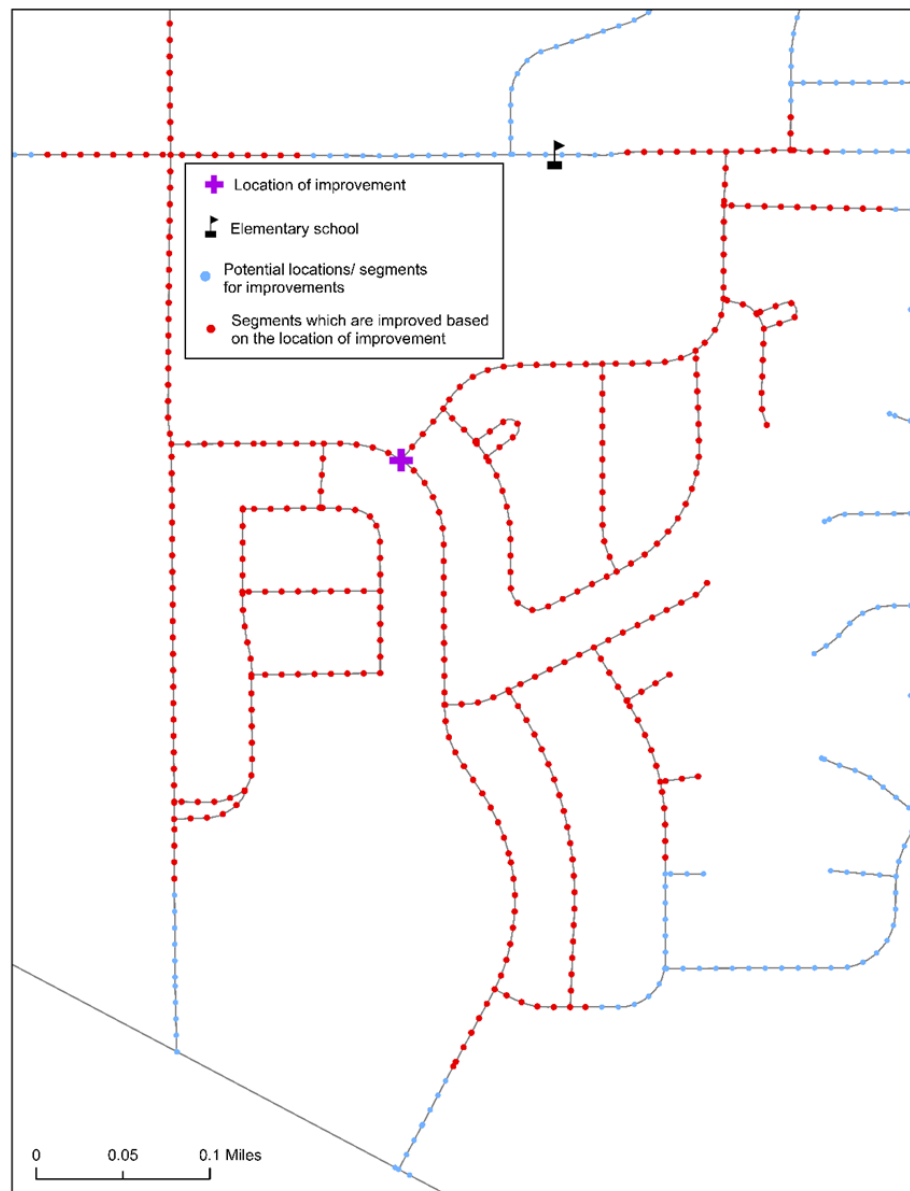 Location of improvement
Elementary school
Potential locations/ segments
for improvements
Segments which are improved based
on the location of improvement
0 0.05 0.1 Miles